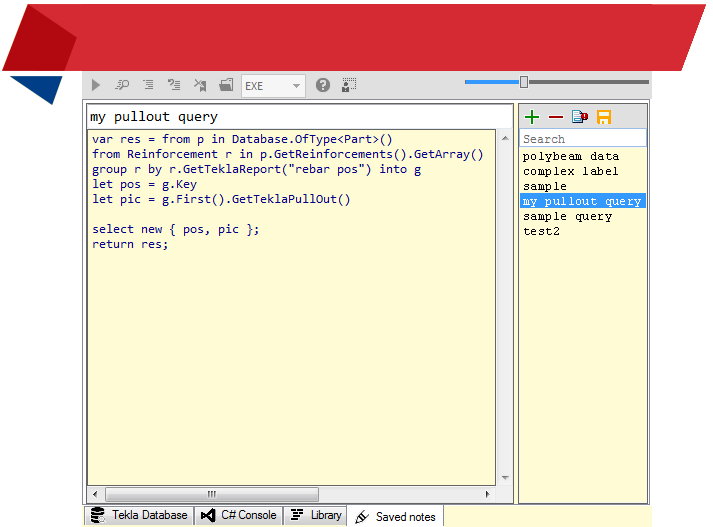 EXE
my pullout query
var res = from p in Database.OfType<Part>()
from Reinforcement r in p.GetReinforcements().GetArray()
group r by r.GetTeklaReport("rebar pos") into g
let pos = g.Key
let pic = g.First().GetTeklaPullOut()
select new { pos, pic };
return res;
Search
polybeam data
complex label
sample
my pullout query
sample query
test2
Tekla Database C# Console Library Saved notes